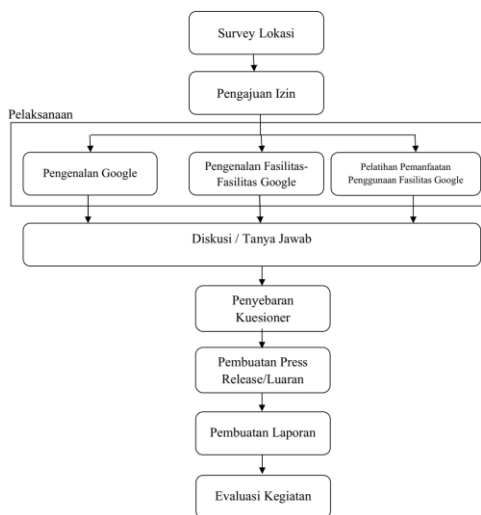 Survey Lokasi
Pengajuan Izin
Pelaksanaan
Pengenalan Google
Pengenalan Fasilitas-
Fasilitas Google
Pelatihan Pemanfaatan
Penggunaan Fasilitas Google
Diskusi / Tanya Jawab
Penyebaran
Kuesioner
Pembuatan Press
Release/Luaran
Pembuatan Laporan
Evaluasi Kegiatan